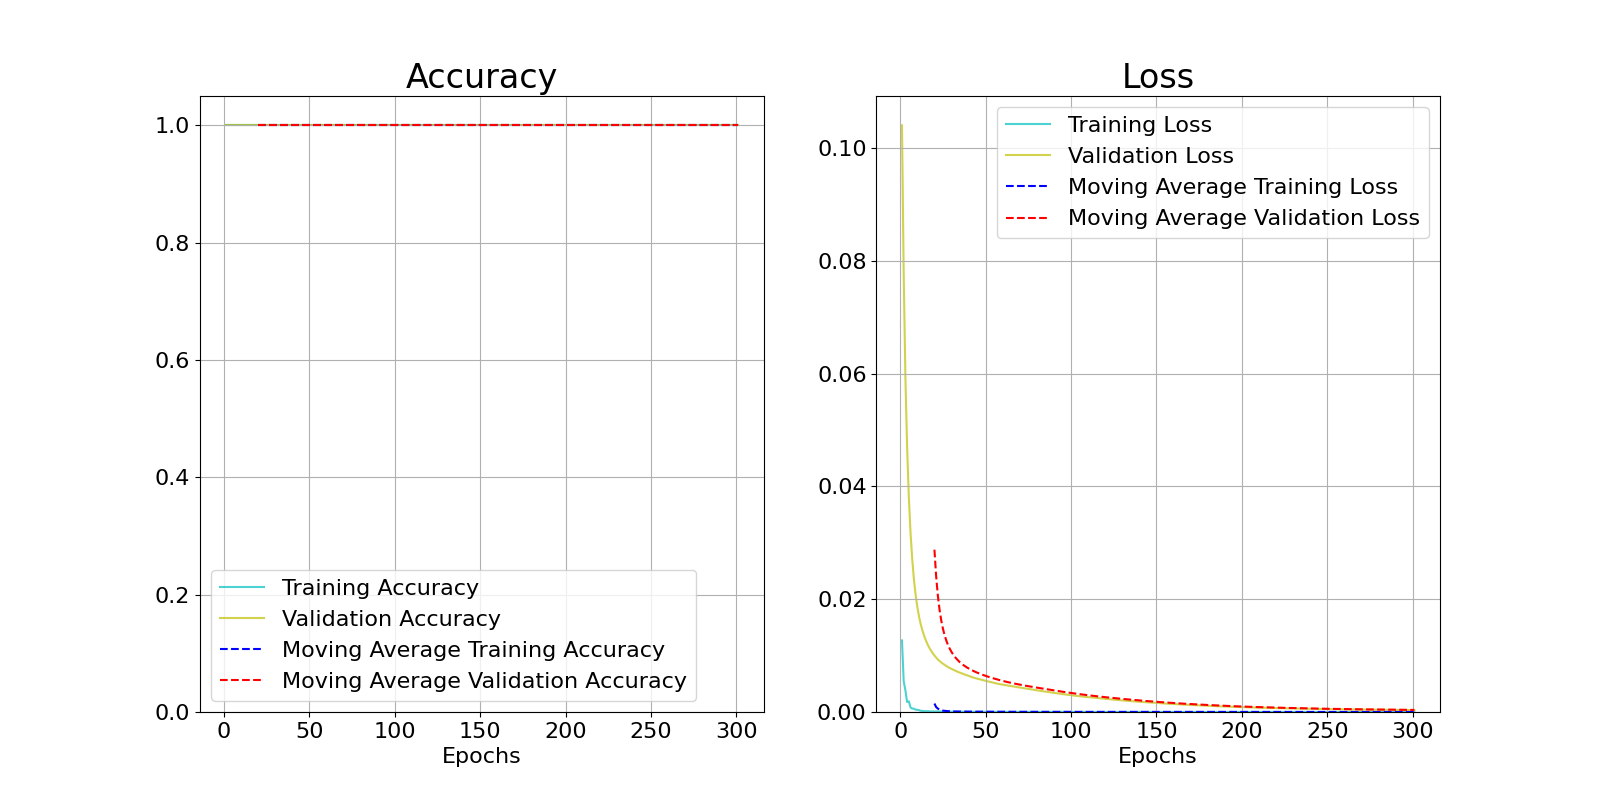 Accuracy
1.0
0.8
0.6
0.4
0.2
0.0
0 50 100 150 200 250 300
Epochs
Training Accuracy
Validation Accuracy
Moving Average Training Accuracy
Moving Average Validation Accuracy
Loss
0.10
0.08
0.06
0.04
0.02
0.00
0 50 100 150 200 250 300
Epochs
Training Loss
Validation Loss
Moving Average Training Loss
Moving Average Validation Loss